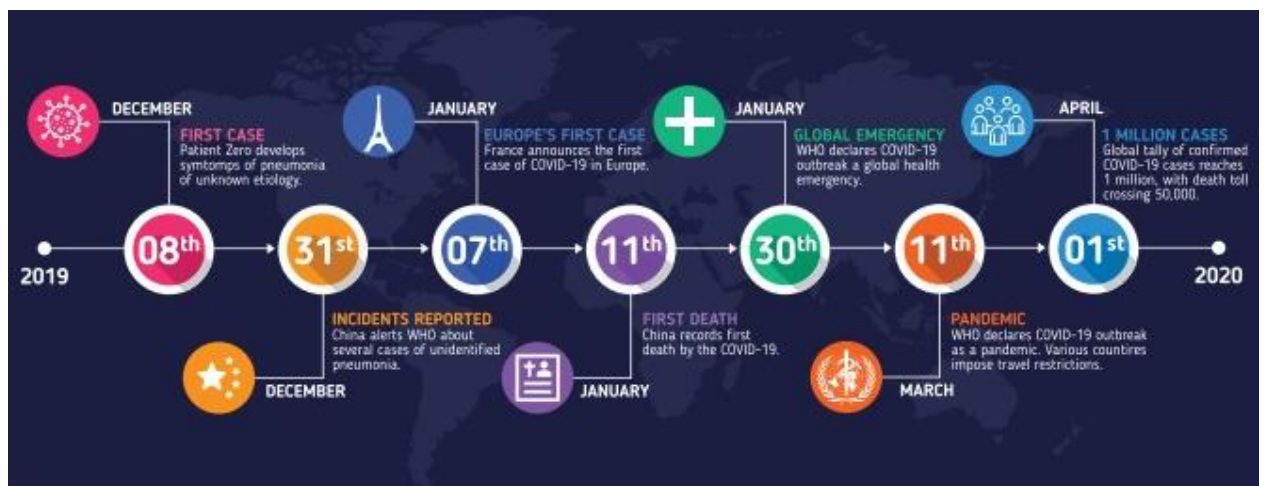 2019
DECEMBER
08th
FIRST CASE
Patient Zero develops
symtomps of pneumonia
of unknown etiology.
31st
INCIDENTS REPORTED
China alerts WHO about
several cases of unidentified
pneumonia.
DECEMBER
JANUARY
07th
EUROPE'S FIRST CASE
France announces the first
case of COVID-19 in Europe.
11th
FIRST DEATH
China records first
death by the COVID-19.
JANUARY
JANUARY
30th
GLOBAL EMERGENCY
WHO declares COVID-19
outbreak a global health
emergency.
11th
PANDEMIC
WHO declares COVID-19 outbreak
as a pandemic. Various countires
impose travel restrictions.
MARCH
APRIL
01st
1 MILLION CASES
Global tally of confirmed
COVID-19 cases reaches
1 million, with death toll
crossing 50,000.
2020